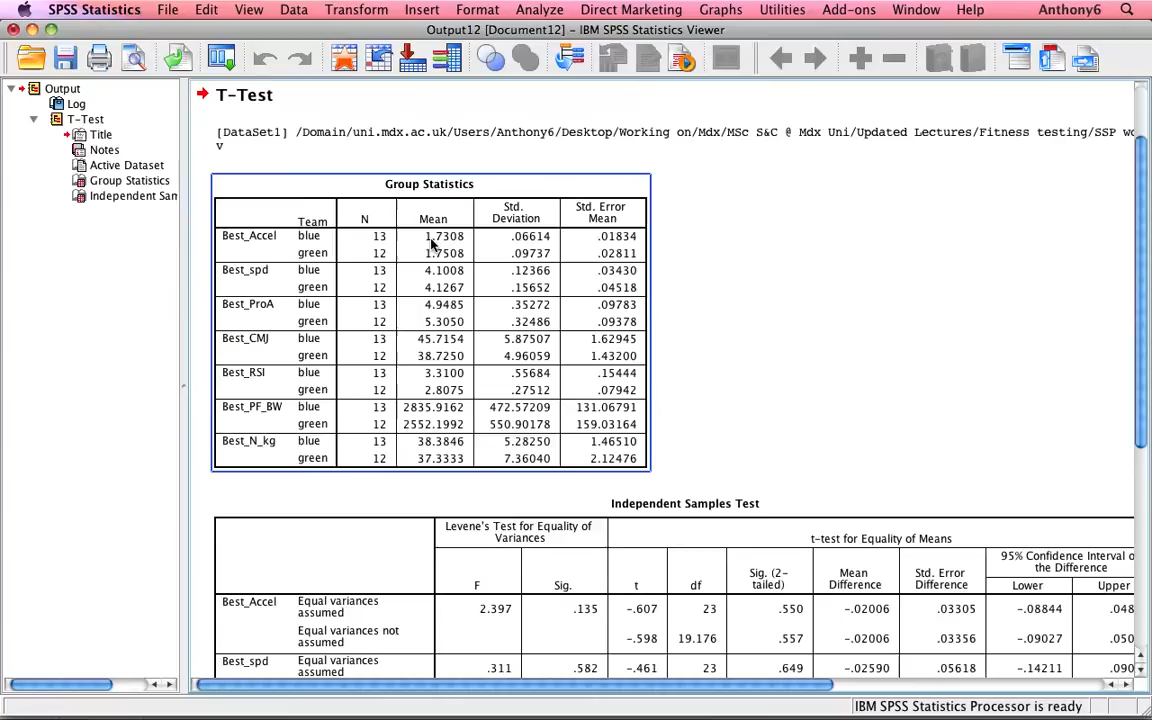 SPSS Statistics File Edit View Data Transform Insert Format Analyze Direct Marketing Graphs Utilities Add-ons Window Help Anthony6
Output12 [Document12] – IBM SPSS Statistics Viewer
Output
Log
T-Test
Title
Notes
Active Dataset
Group Statistics
Independent Sam
T-Test
[DataSet1] /Domain/uni.mdx.ac.uk/Users/Anthony6/Desktop/Working on/Mdx/MSc S&C @ Mdx Uni/Updated Lectures/Fitness testing/SSP wo
v
Group Statistics
Team N Mean Std. Deviation Std. Error Mean
Best_Accel blue 13 1.7308 .06614 .01834
green 12 1.7508 .09737 .02811
Best_spd blue 13 4.1008 .12366 .03430
green 12 4.1267 .15652 .04518
Best_ProA blue 13 4.9485 .35272 .09783
green 12 5.3050 .32486 .09378
Best_CMJ blue 13 45.7154 5.87507 1.62945
green 12 38.7250 4.96059 1.43200
Best_RSI blue 13 3.3100 .55684 .15444
green 12 2.8075 .27512 .07942
Best_PF_BW blue 13 2835.9162 472.57209 131.06791
green 12 2552.1992 550.90178 159.03164
Best_N_kg blue 13 38.3846 5.28250 1.46510
green 12 37.3333 7.36040 2.12476
Independent Samples Test
Levene's Test for Equality of Variances t-test for Equality of Means
95% Confidence Interval o
the Difference
F Sig. t df Sig. (2-tailed) Mean Difference Std. Error Difference Lower Upper
Best_Accel Equal variances assumed 2.397 .135 -.607 23 .550 -.02006 .03305 -.08844 .048
Equal variances not assumed -.598 19.176 .557 -.02006 .03356 -.09027 .050
Best_spd Equal variances assumed .311 .582 -.461 23 .649 -.02590 .05618 -.14211 .090
IBM SPSS Statistics Processor is ready